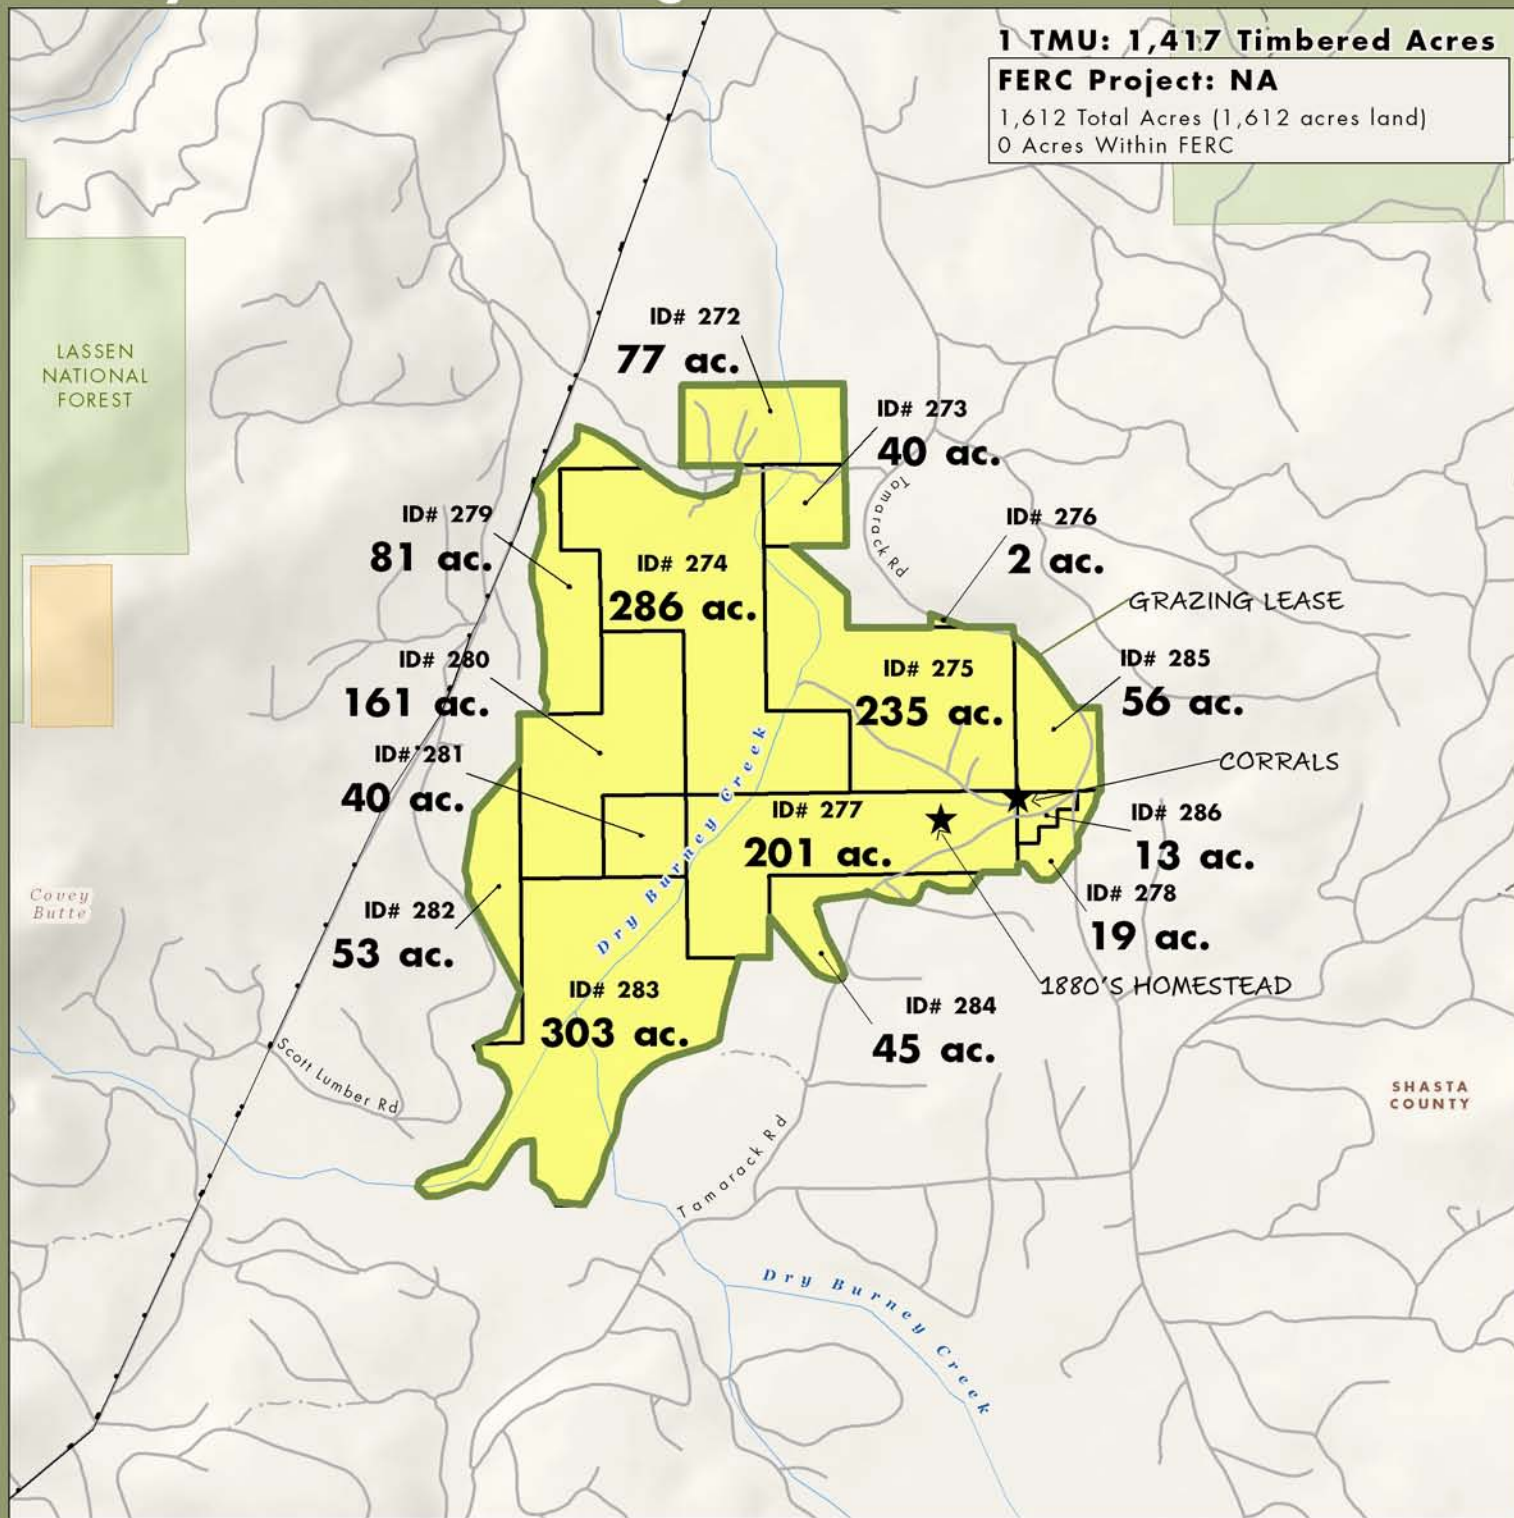 1 TMU: 1,417 Timbered Acres
FERC Project: NA
1,612 Total Acres (1,612 acres land)
0 Acres Within FERC
LASSEN
NATIONAL
FOREST
ID# 272
77 ac.
ID# 273
40 ac.
Tamarack Rd
ID# 279
81 ac.
ID# 274
286 ac.
ID# 276
2 ac.
GRAZING LEASE
ID# 280
161 ac.
ID# 275
235 ac.
ID# 285
56 ac.
ID# 281
40 ac.
CORRALS
Dry Burney Creek
ID# 277
201 ac.
ID# 286
13 ac.
Covey
Butte
ID# 282
53 ac.
ID# 278
19 ac.
ID# 283
303 ac.
1880'S HOMESTEAD
ID# 284
45 ac.
Scott Lumber Rd
SHASTA
COUNTY
Tamarack Rd
Dry Burney Creek